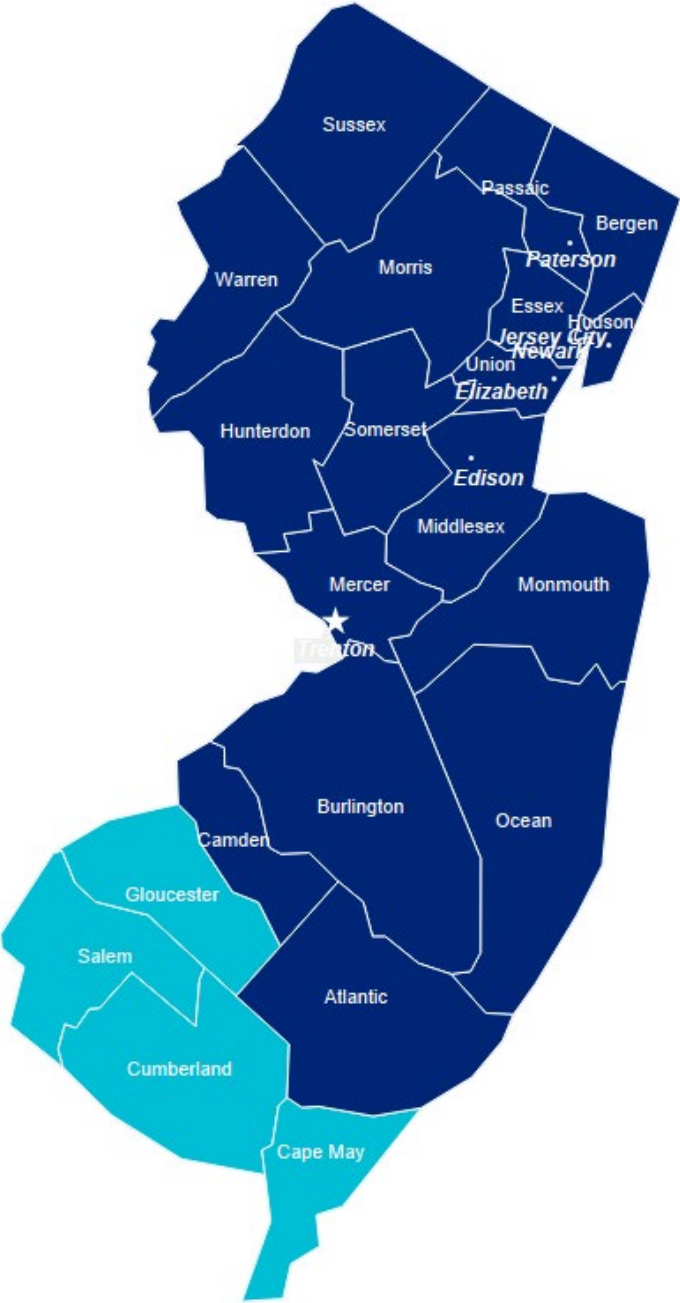 Sussex
Passaic
Bergen
Paterson
Morris
Warren
Essex
Hudson
Jersey City
Newark
Union
Elizabeth
Hunterdon
Somerset
Edison
Middlesex
Mercer
Monmouth
Trenton
Burlington
Ocean
Camden
Gloucester
Salem
Atlantic
Cumberland
Cape May